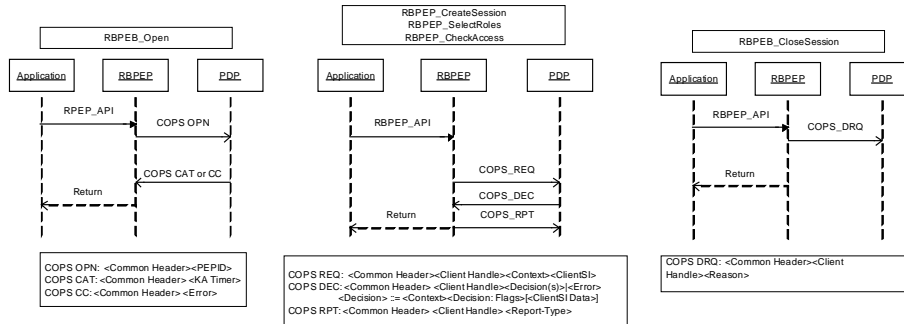 RBPEB_Open
Application
RBPEP
PDP
RPEP_API
COPS OPN
COPS CAT or CC
Return
COPS OPN: <Common Header><PEPID>
COPS CAT: <Common Header> <KA Timer>
COPS CC: <Common Header> <Error>
RBPEP_CreateSession
RBPEP_SelectRoles
RBPEP_CheckAccess
Application
RBPEP
PDP
RBPEP_API
COPS_REQ
COPS_DEC
Return
COPS_RPT
COPS REQ: <Common Header><Client Handle><Context><ClientSI>
COPS DEC: <Common Header> <Client Handle><Decision(s)>|<Error>
<Decision> ::= <Context><Decision: Flags>[<ClientSI Data>]
COPS RPT: <Common Header> <Client Handle> <Report-Type>
RBPEB_CloseSession
Application
RBPEP
PDP
RBPEP_API
COPS_DRQ
Return
COPS DRQ: <Common Header><Client
Handle><Reason>